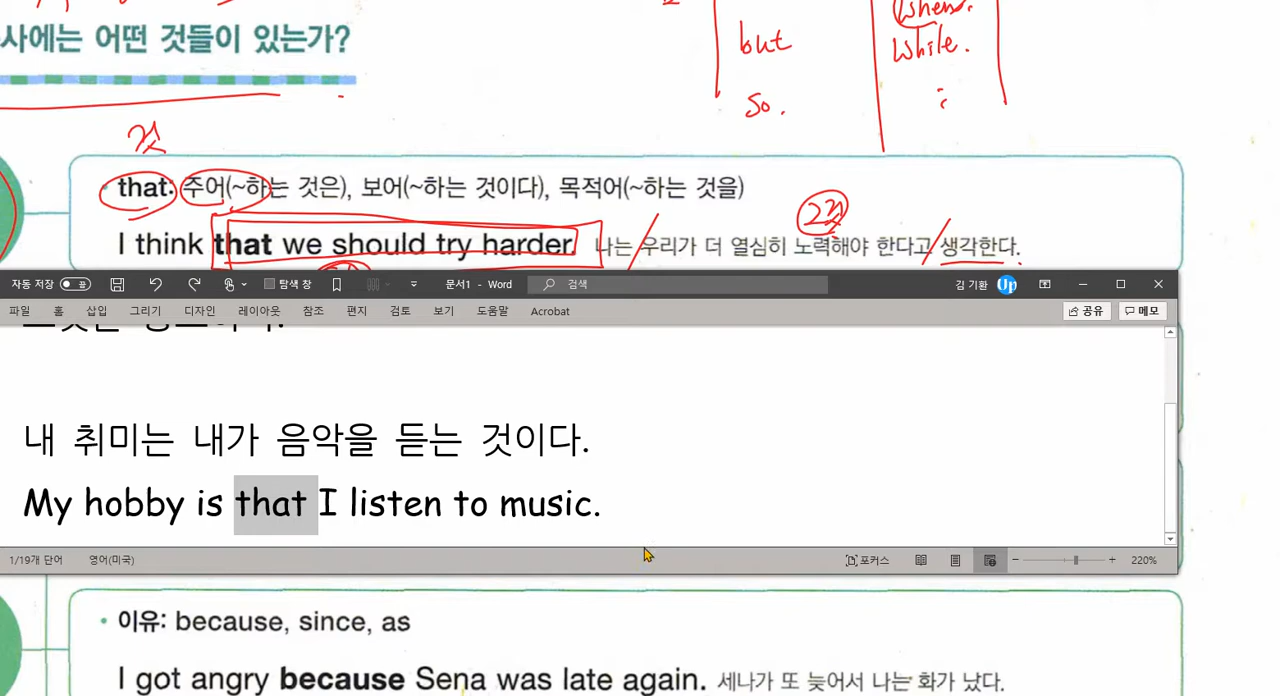 when.
사에는 어떤 것들이 있는가?
but
while.
so.
것
that: 주어(~하는 것은), 보어(~하는 것이다), 목적어(~하는 것을)
I think that we should try harder. 나는 우리가 더 열심히 노력해야 한다고 생각한다.
자동 저장 끔 탐색 창 문서1 - Word 검색 김 기환 Up
파일 홈 삽입 그리기 디자인 레이아웃 참조 편지 검토 보기 도움말 Acrobat 공유 메모
내 취미는 내가 음악을 듣는 것이다.
My hobby is that I listen to music.
1/19개 단어 영어(미국) 포커스 220%
• 이유: because, since, as
I got angry because Sena was late again. 세나가 또 늦어서 나는 화가 났다.